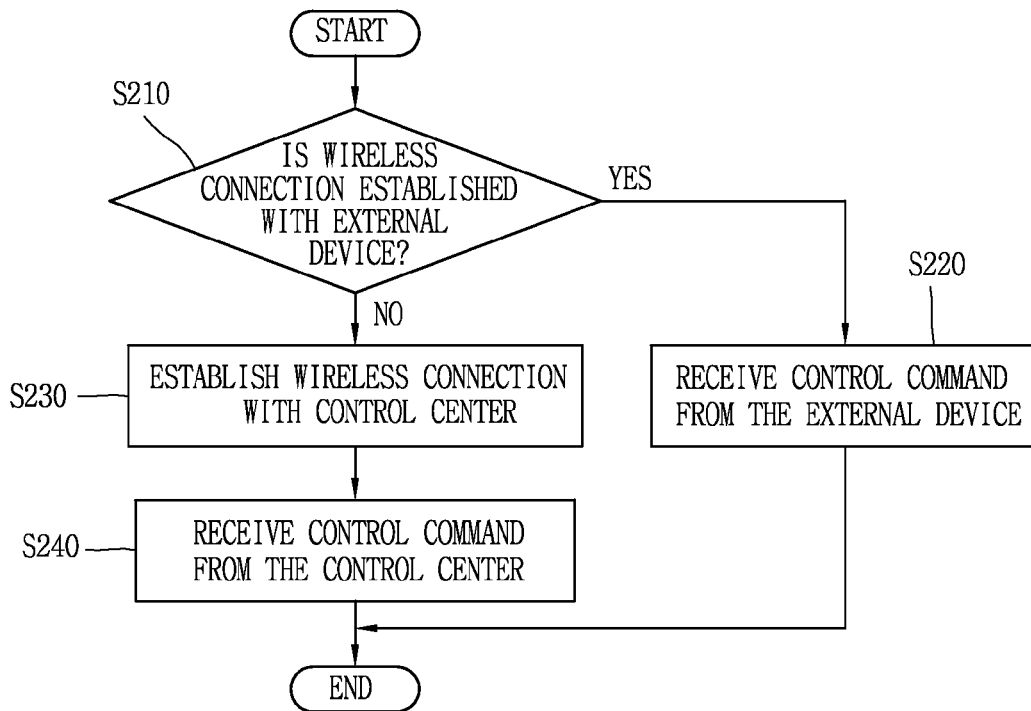 START
S210
IS WIRELESS
CONNECTION ESTABLISHED
WITH EXTERNAL
DEVICE?
YES
NO
S220
S230
ESTABLISH WIRELESS CONNECTION
WITH CONTROL CENTER
RECEIVE CONTROL COMMAND
FROM THE EXTERNAL DEVICE
S240
RECEIVE CONTROL COMMAND
FROM THE CONTROL CENTER
END